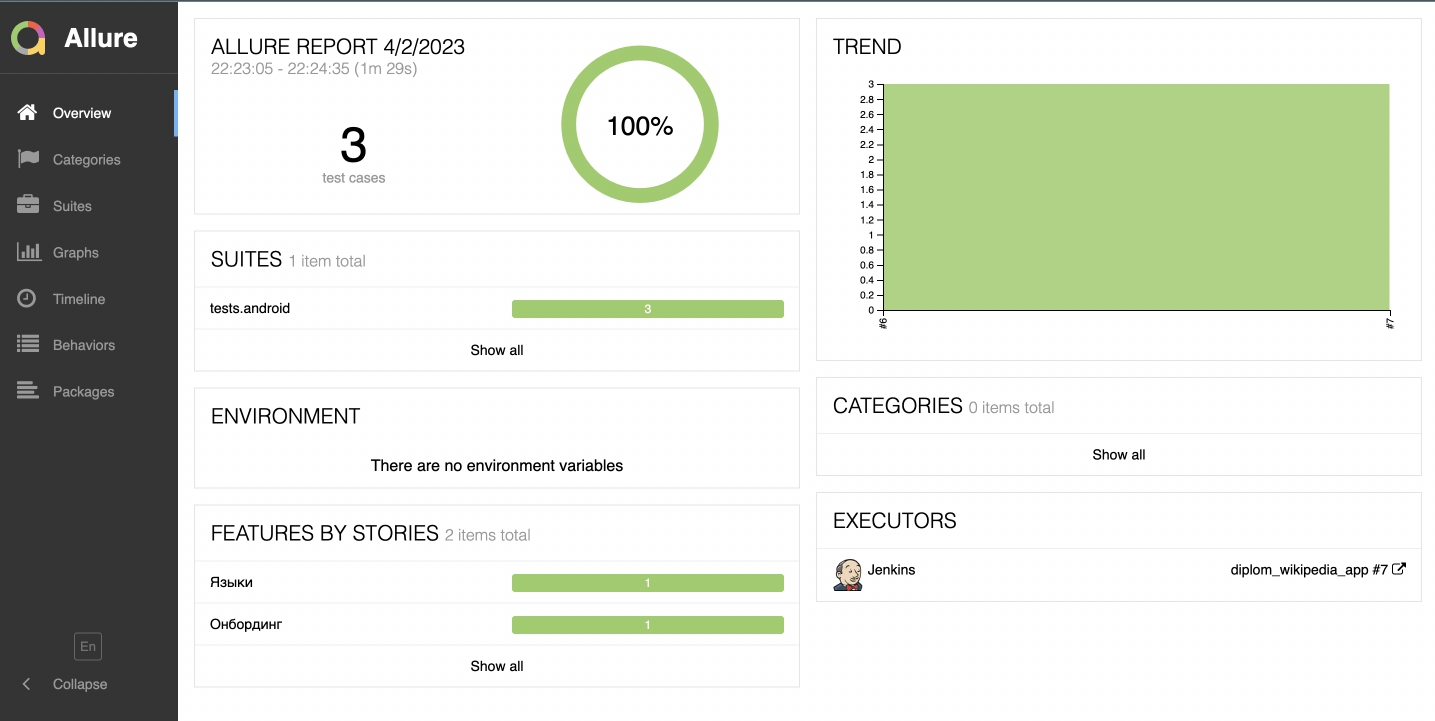 Allure
Overview
Categories
Suites
Graphs
Timeline
Behaviors
Packages
En
Collapse
ALLURE REPORT 4/2/2023
22:23:05 - 22:24:35 (1m 29s)
3
test cases
100%
SUITES 1 item total
tests.android 3
Show all
ENVIRONMENT
There are no environment variables
FEATURES BY STORIES 2 items total
Языки 1
Онбординг 1
Show all
TREND
3
2.8
2.6
2.4
2.2
2
1.8
1.6
1.4
1.2
1
0.8
0.6
0.4
0.2
0
#6 #7
CATEGORIES 0 items total
Show all
EXECUTORS
Jenkins diplom_wikipedia_app #7